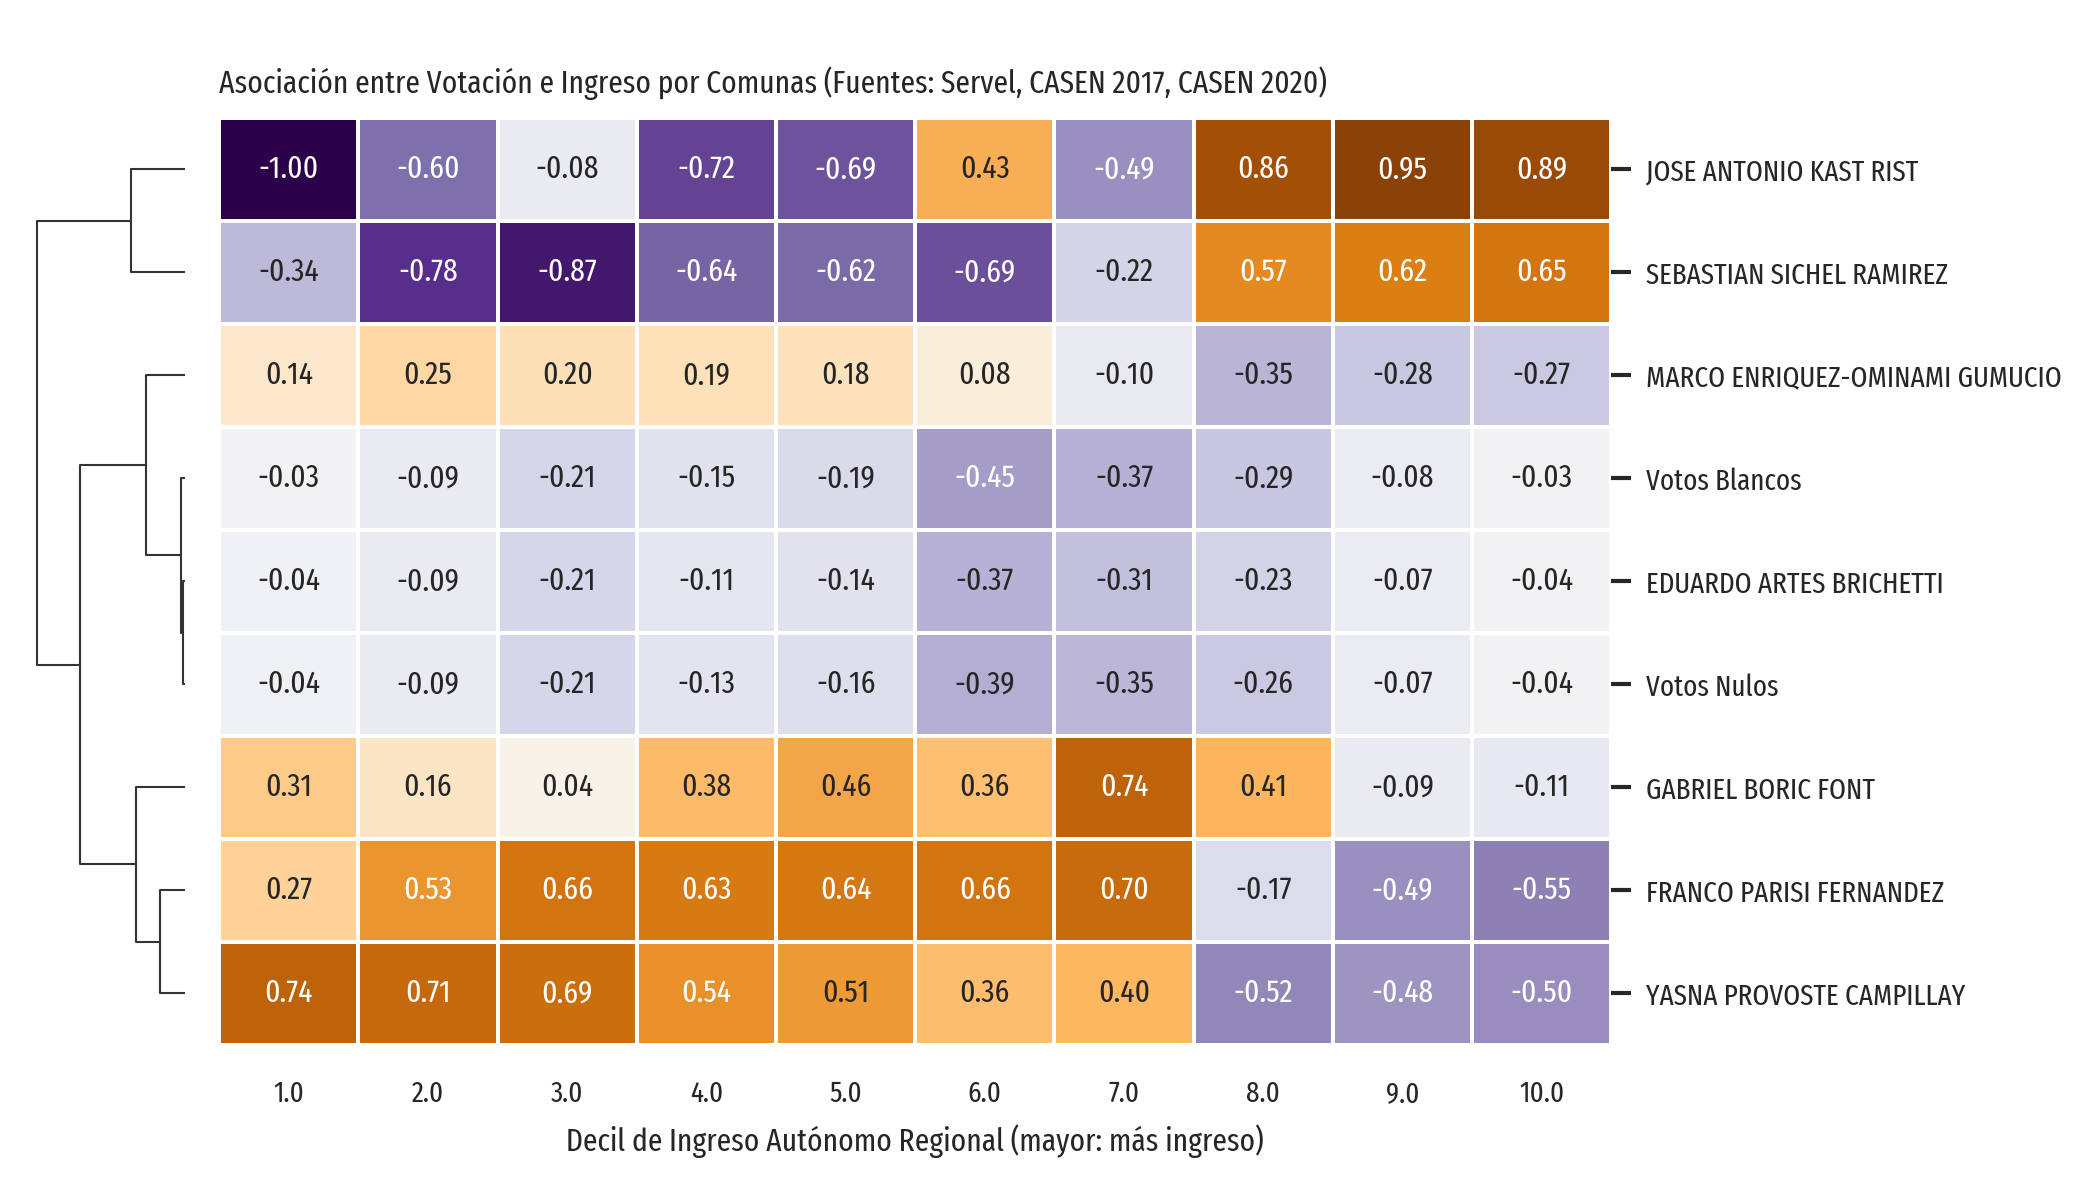 Asociación entre Votación e Ingreso por Comunas (Fuentes: Servel, CASEN 2017, CASEN 2020)
-1.00 -0.60 -0.08 -0.72 -0.69 0.43 -0.49 0.86 0.95 0.89 JOSE ANTONIO KAST RIST
-0.34 -0.78 -0.87 -0.64 -0.62 -0.69 -0.22 0.57 0.62 0.65 SEBASTIAN SICHEL RAMIREZ
0.14 0.25 0.20 0.19 0.18 0.08 -0.10 -0.35 -0.28 -0.27 MARCO ENRIQUEZ-OMINAMI GUMUCIO
-0.03 -0.09 -0.21 -0.15 -0.19 -0.45 -0.37 -0.29 -0.08 -0.03 Votos Blancos
-0.04 -0.09 -0.21 -0.11 -0.14 -0.37 -0.31 -0.23 -0.07 -0.04 EDUARDO ARTES BRICHETTI
-0.04 -0.09 -0.21 -0.13 -0.16 -0.39 -0.35 -0.26 -0.07 -0.04 Votos Nulos
0.31 0.16 0.04 0.38 0.46 0.36 0.74 0.41 -0.09 -0.11 GABRIEL BORIC FONT
0.27 0.53 0.66 0.63 0.64 0.66 0.70 -0.17 -0.49 -0.55 FRANCO PARISI FERNANDEZ
0.74 0.71 0.69 0.54 0.51 0.36 0.40 -0.52 -0.48 -0.50 YASNA PROVOSTE CAMPILLAY
1.0 2.0 3.0 4.0 5.0 6.0 7.0 8.0 9.0 10.0
Decil de Ingreso Autónomo Regional (mayor: más ingreso)